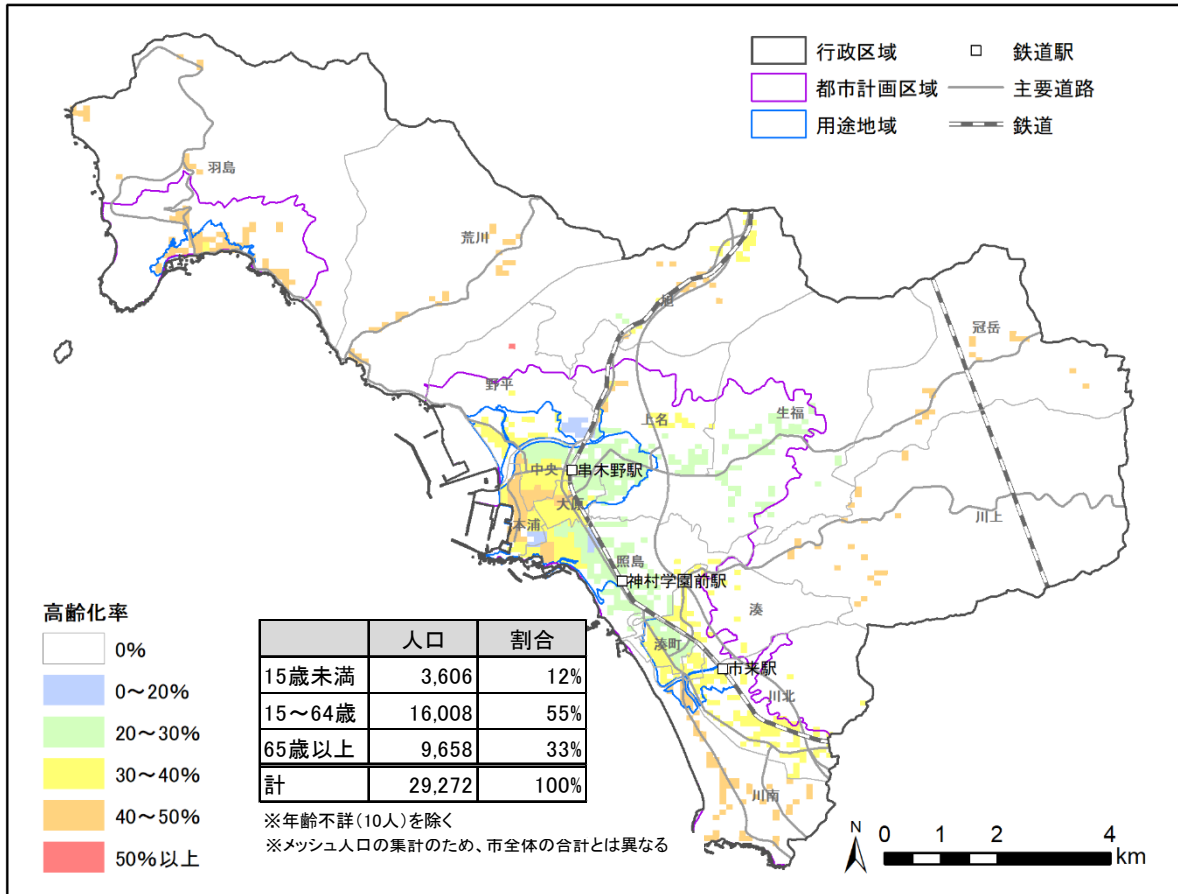 行政区域
鉄道駅
都市計画区域
主要道路
用途地域
鉄道
羽島
荒川
旭
冠岳
野平
上名
生福
中央
串木野駅
大原
本浦
川上
照島
神村学園前駅
湊
湊町
市来駅
川北
川南
高齢化率
0%
0～20%
20～30%
30～40%
40～50%
50%以上
人口 割合
15歳未満 3,606 12%
15～64歳 16,008 55%
65歳以上 9,658 33%
計 29,272 100%
※年齢不詳(10人)を除く
※メッシュ人口の集計のため、市全体の合計とは異なる
N
0 1 2 4
km